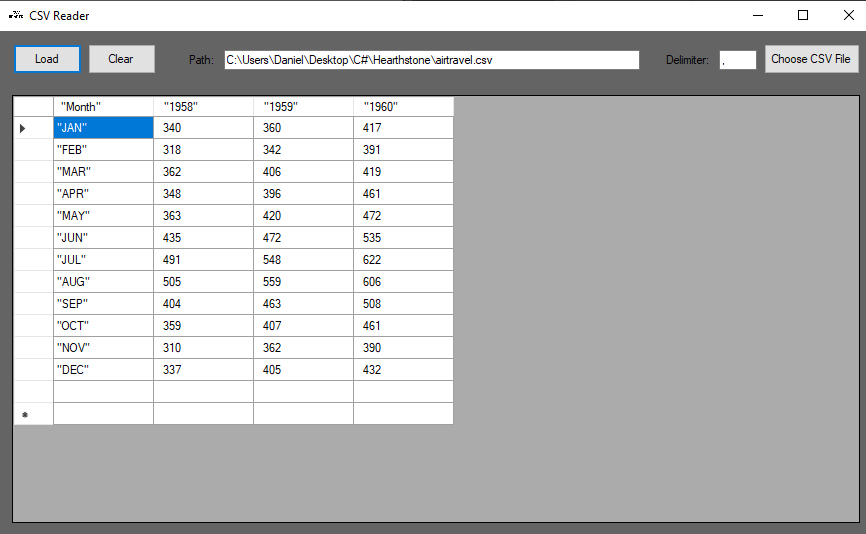 CSV Reader
Load Clear Path: C:\Users\Daniel\Desktop\C#\Hearthstone\airtravel.csv Delimiter: , Choose CSV File
"Month" "1958" "1959" "1960"
"JAN" 340 360 417
"FEB" 318 342 391
"MAR" 362 406 419
"APR" 348 396 461
"MAY" 363 420 472
"JUN" 435 472 535
"JUL" 491 548 622
"AUG" 505 559 606
"SEP" 404 463 508
"OCT" 359 407 461
"NOV" 310 362 390
"DEC" 337 405 432